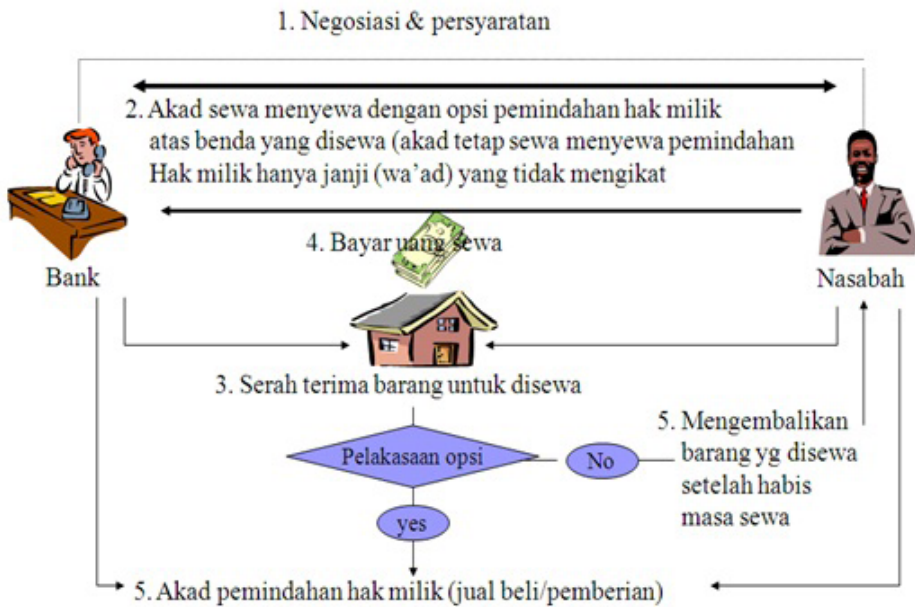 1. Negosiasi & persyaratan
2. Akad sewa menyewa dengan opsi pemindahan hak milik
atas benda yang disewa (akad tetap sewa menyewa pemindahan
Hak milik hanya janji (wa'ad) yang tidak mengikat
4. Bayar uang sewa
Bank
Nasabah
3. Serah terima barang untuk disewa
Pelakasaan opsi
No
5. Mengembalikan
barang yg disewa
setelah habis
masa sewa
yes
5. Akad pemindahan hak milik (jual beli/pemberian)